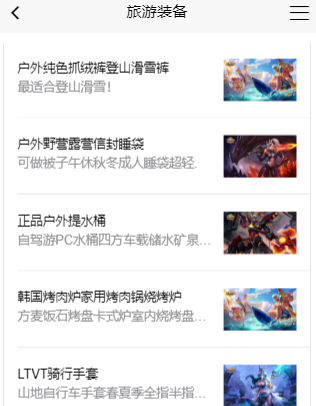 旅游装备
户外纯色抓绒裤登山滑雪裤
最适合登山滑雪！
户外野营露营信封睡袋
可做被子午休秋冬成人睡袋超轻.
正品户外提水桶
自驾游PC水桶四方车载储水矿泉…
韩国烤肉炉家用烤肉锅烧烤炉
方麦饭石烤盘卡式炉室内烧烤盘…
LTVT骑行手套
山地自行车手套春夏季全指半指…